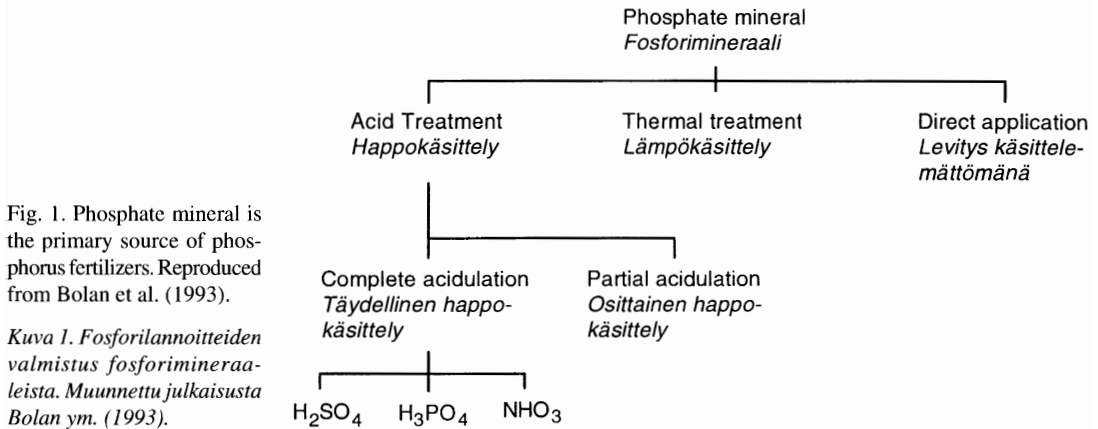 Phosphate mineral
Fosforimineraali
Acid Treatment
Happokäsittely
Thermal treatment
Lämpökäsittely
Direct application
Levitys käsittele-
mättömänä
Complete acidulation
Täydellinen happo-
käsittely
Partial acidulation
Osittainen happo-
käsittely
H₂SO₄
H₃PO₄
NHO₃
Fig. 1. Phosphate mineral is
the primary source of phos-
phorus fertilizers. Reproduced
from Bolan et al. (1993).
Kuva 1. Fosforilannoitteiden
valmistus fosforimineraa-
leista. Muunnettu julkaisusta
Bolan ym. (1993).